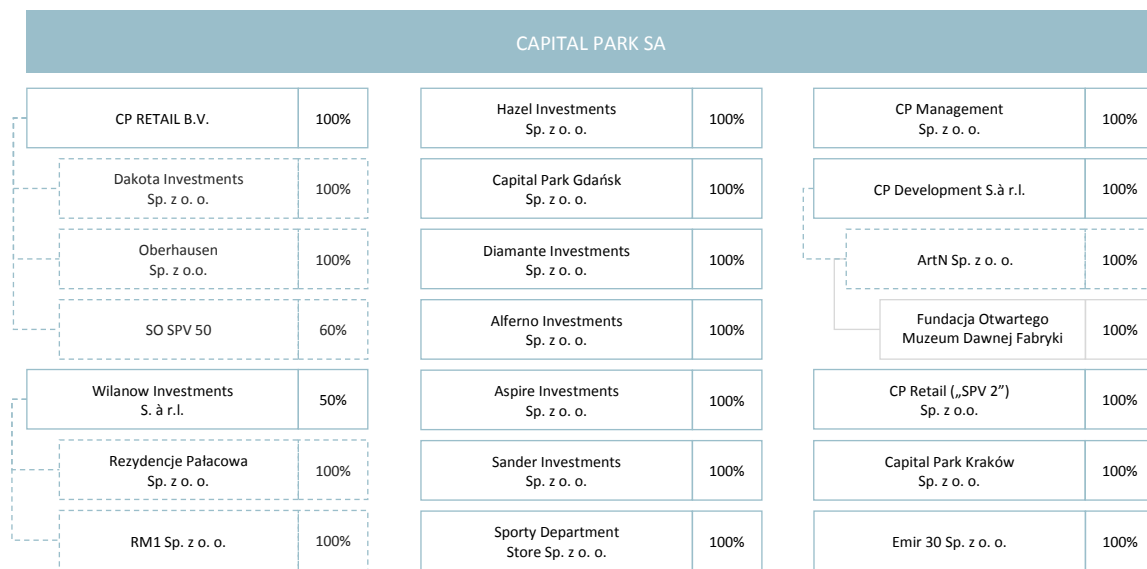 CAPITAL PARK SA
CP RETAIL B.V.
100%
Dakota Investments
Sp. z o. o.
100%
Oberhausen
Sp. z o.o.
100%
SO SPV 50
60%
Wilanow Investments
S. à r.l.
50%
Rezydencje Pałacowa
Sp. z o. o.
100%
RM1 Sp. z o. o.
100%
Hazel Investments
Sp. z o. o.
100%
Capital Park Gdańsk
Sp. z o. o.
100%
Diamante Investments
Sp. z o. o.
100%
Alferno Investments
Sp. z o. o.
100%
Aspire Investments
Sp. z o. o.
100%
Sander Investments
Sp. z o. o.
100%
Sporty Department
Store Sp. z o. o.
100%
CP Management
Sp. z o. o.
100%
CP Development S.à r.l.
100%
ArtN Sp. z o. o.
100%
Fundacja Otwartego
Muzeum Dawnej Fabryki
100%
CP Retail („SPV 2”)
Sp. z o.o.
100%
Capital Park Kraków
Sp. z o. o.
100%
Emir 30 Sp. z o. o.
100%